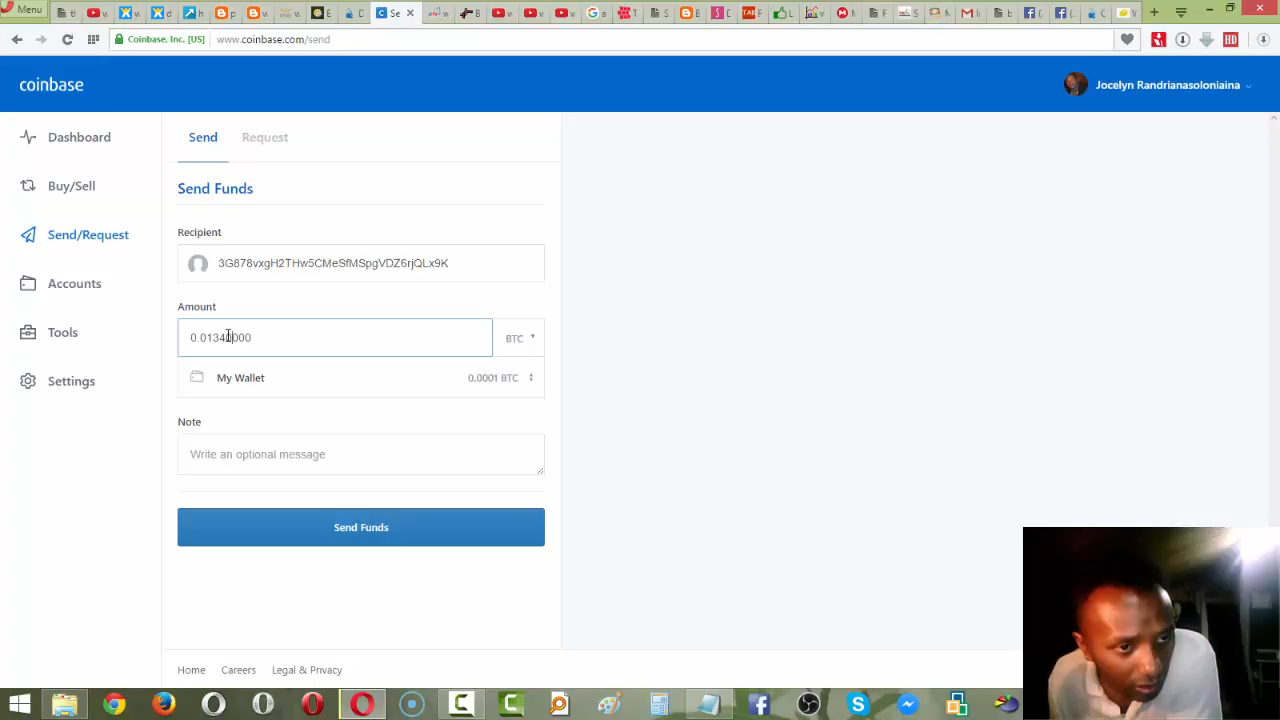 Menu
Coinbase, Inc. [US]
www.coinbase.com/send
coinbase
Jocelyn Randrianasoloniaina
Dashboard
Buy/Sell
Send/Request
Accounts
Tools
Settings
Send
Request
Send Funds
Recipient
3G878vxgH2THw5CMeSfMSpgVDZ6rjQLx9K
Amount
0.01340000
BTC
My Wallet
0.0001 BTC
Note
Write an optional message
Send Funds
Home
Careers
Legal & Privacy